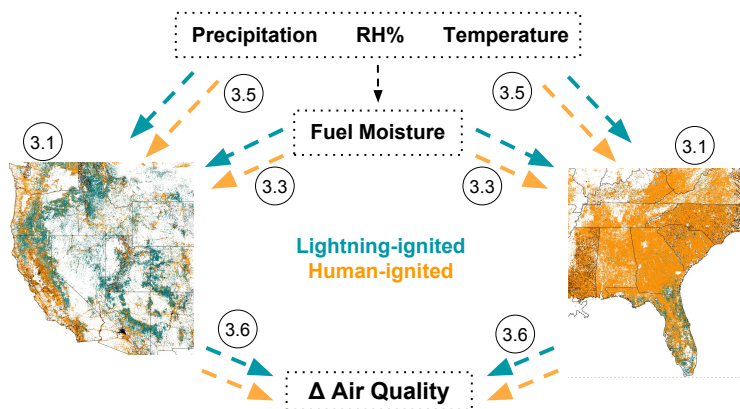 Precipitation RH% Temperature
3.5 3.5
Fuel Moisture
3.1 3.1
3.3 3.3
Lightning-ignited
Human-ignited
3.6 3.6
Δ Air Quality